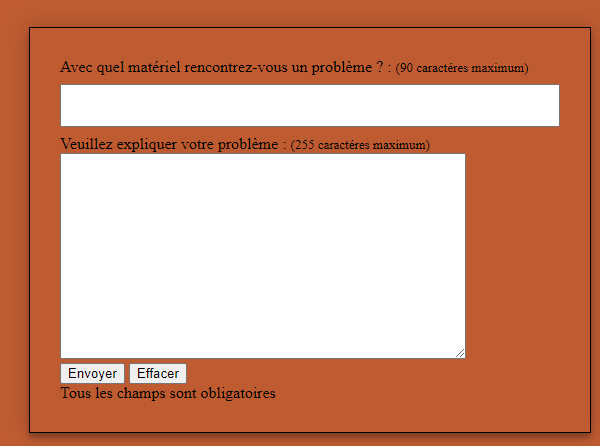 Avec quel matériel rencontrez-vous un problème ? : (90 caractéres maximum)
Veuillez expliquer votre problème : (255 caractéres maximum)
Envoyer Effacer
Tous les champs sont obligatoires